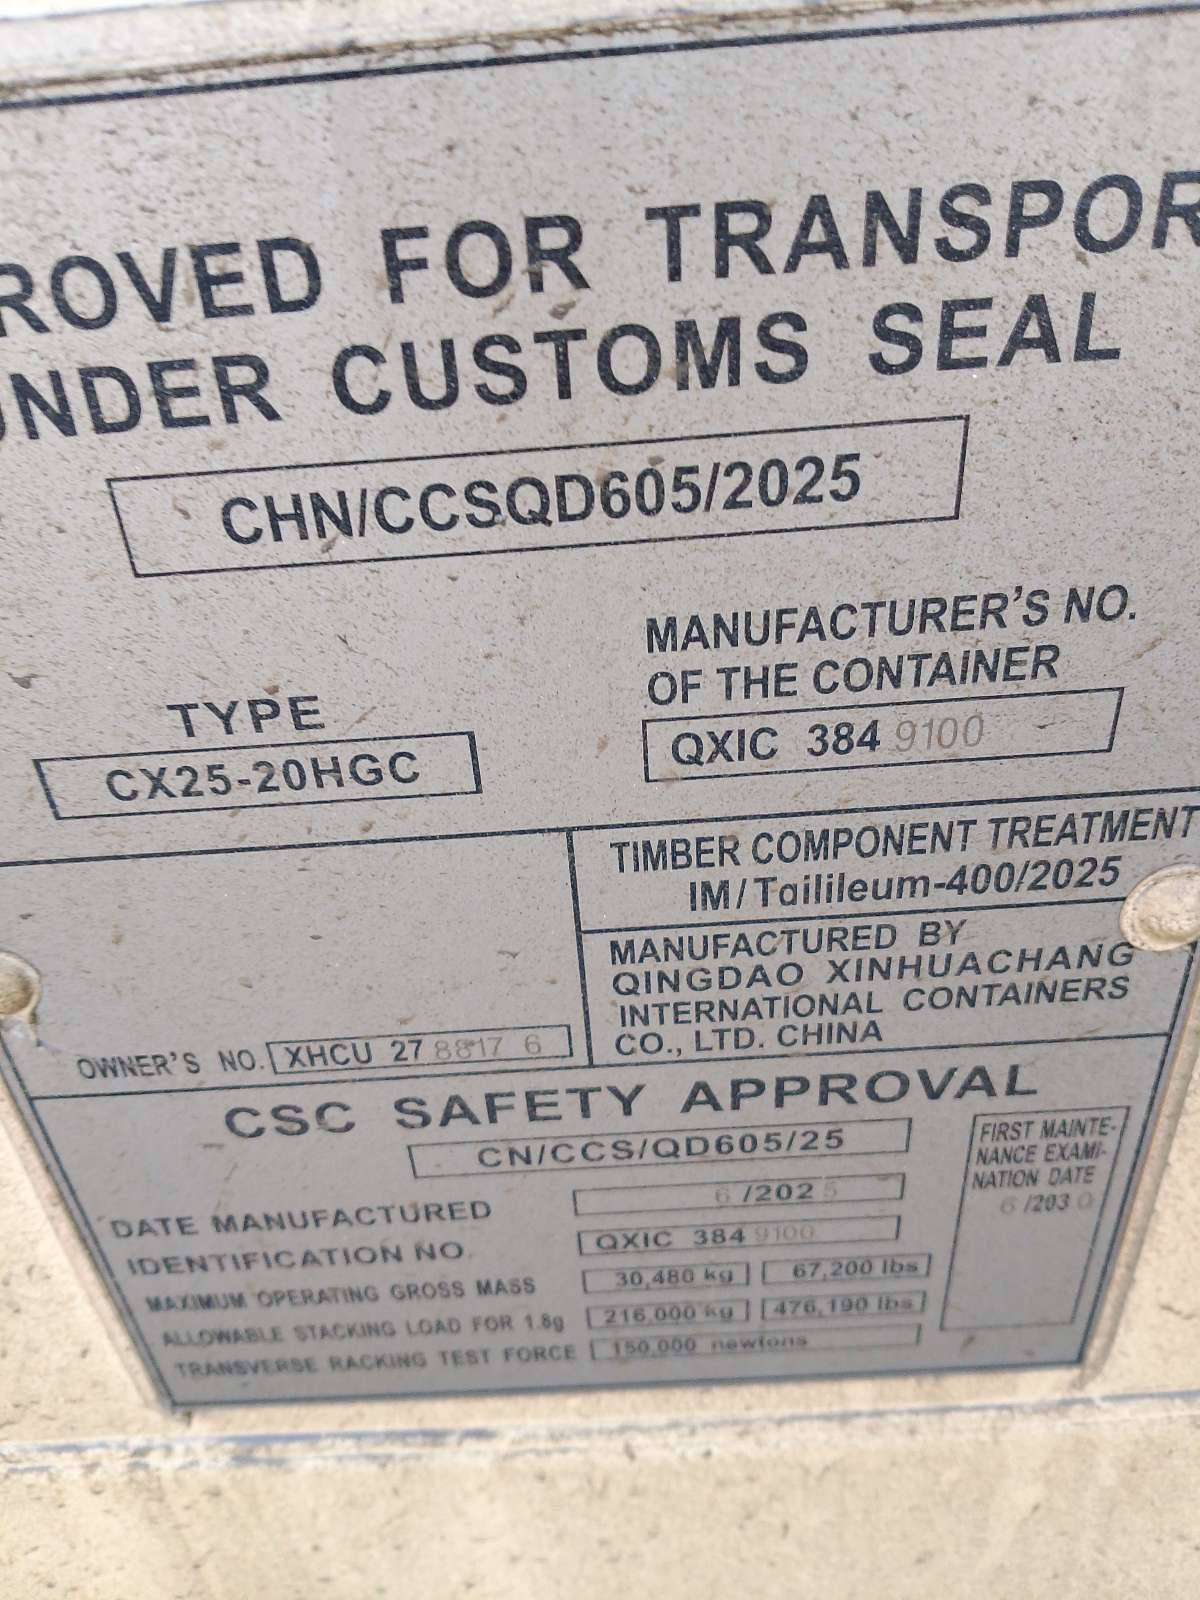 ROVED FOR TRANSPOR
UNDER CUSTOMS SEAL
CHN/CCSQD605/2025
MANUFACTURER'S NO.
OF THE CONTAINER
TYPE
QXIC 384 9100
CX25-20HGC
TIMBER COMPONENT TREATMENT
IM/Tailileum-400/2025
MANUFACTURED BY
QINGDAO XINHUACHANG
INTERNATIONAL CONTAINERS
CO., LTD. CHINA
OWNER'S NO. XHCU 27 8817 6
CSC SAFETY APPROVAL
CN/CCS/QD605/25
FIRST MAINTE-
NANCE EXAMI-
NATION DATE
6 /2030
DATE MANUFACTURED 6 /2025
IDENTIFICATION NO. QXIC 384 9100
MAXIMUM OPERATING GROSS MASS 30,480 kg 67,200 lbs
ALLOWABLE STACKING LOAD FOR 1.8g 216,000 kg 476,190 lbs
TRANSVERSE RACKING TEST FORCE 150,000 newtons